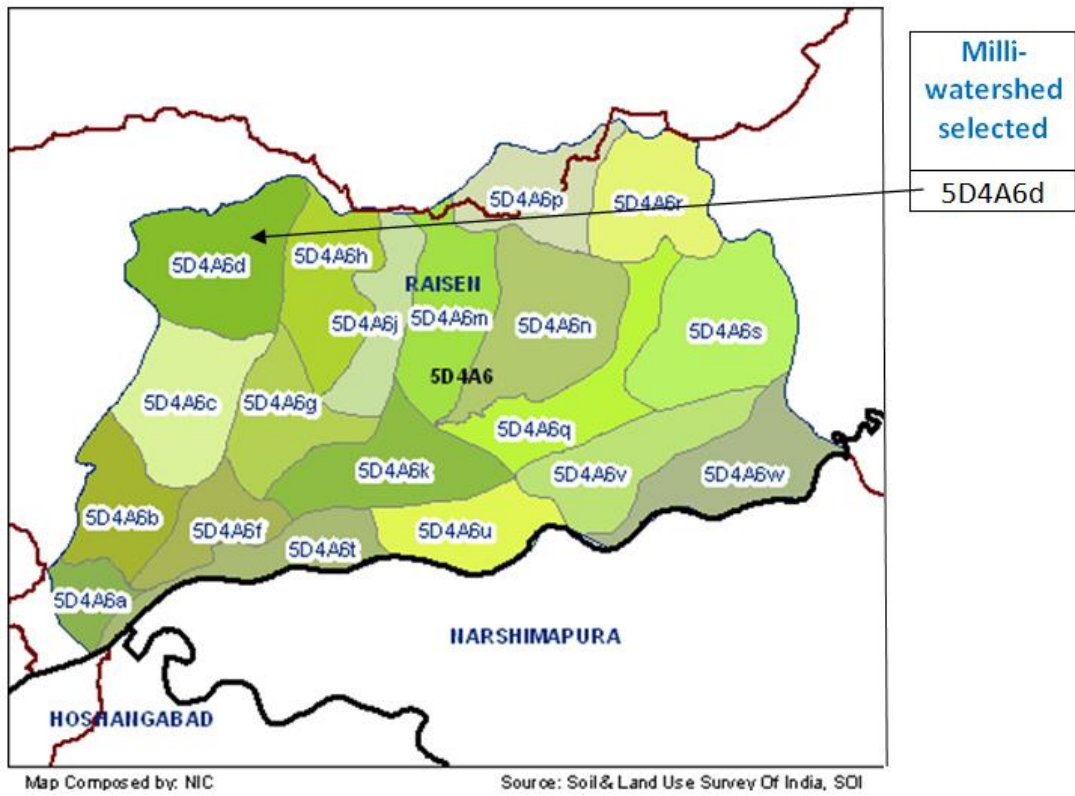 Milli-
watershed
selected
5D4A6d
5D4A6p
5D4A6r
5D4A6d
5D4A6h
RAISEN
5D4A6j
5D4A6m
5D4A6n
5D4A6s
5D4A6
5D4A6c
5D4A6g
5D4A6q
5D4A6k
5D4A6v
5D4A6w
5D4A6b
5D4A6f
5D4A6t
5D4A6u
5D4A6a
NARSHIMAPURA
HOSHANGABAD
Map Composed by: NIC
Source: Soil & Land Use Survey Of India, SOI